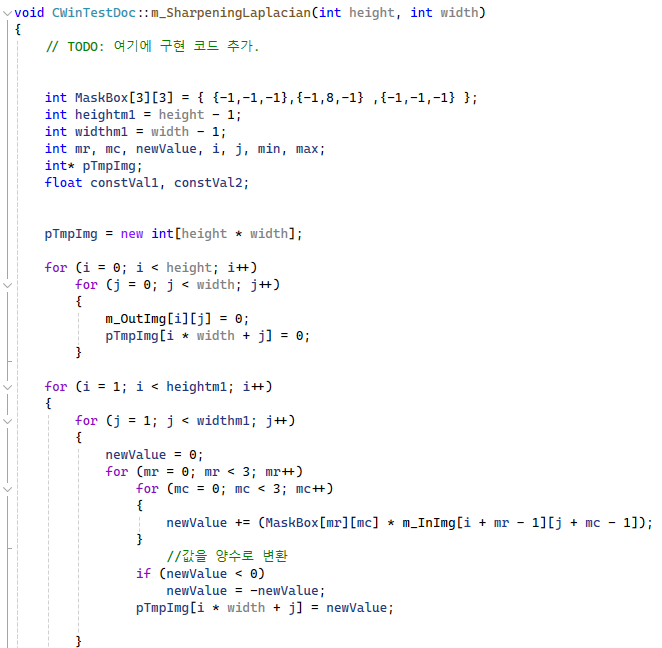 void CWinTestDoc::m_SharpeningLaplacian(int height, int width)
{
// TODO: 여기에 구현 코드 추가.
int MaskBox[3][3] = { {-1,-1,-1},{-1,8,-1} ,{-1,-1,-1} };
int heightm1 = height - 1;
int widthm1 = width - 1;
int mr, mc, newValue, i, j, min, max;
int* pTmpImg;
float constVal1, constVal2;
pTmpImg = new int[height * width];
for (i = 0; i < height; i++)
for (j = 0; j < width; j++)
{
m_OutImg[i][j] = 0;
pTmpImg[i * width + j] = 0;
}
for (i = 1; i < heightm1; i++)
{
for (j = 1; j < widthm1; j++)
{
newValue = 0;
for (mr = 0; mr < 3; mr++)
for (mc = 0; mc < 3; mc++)
{
newValue += (MaskBox[mr][mc] * m_InImg[i + mr - 1][j + mc - 1]);
}
//값을 양수로 변환
if (newValue < 0)
newValue = -newValue;
pTmpImg[i * width + j] = newValue;
}